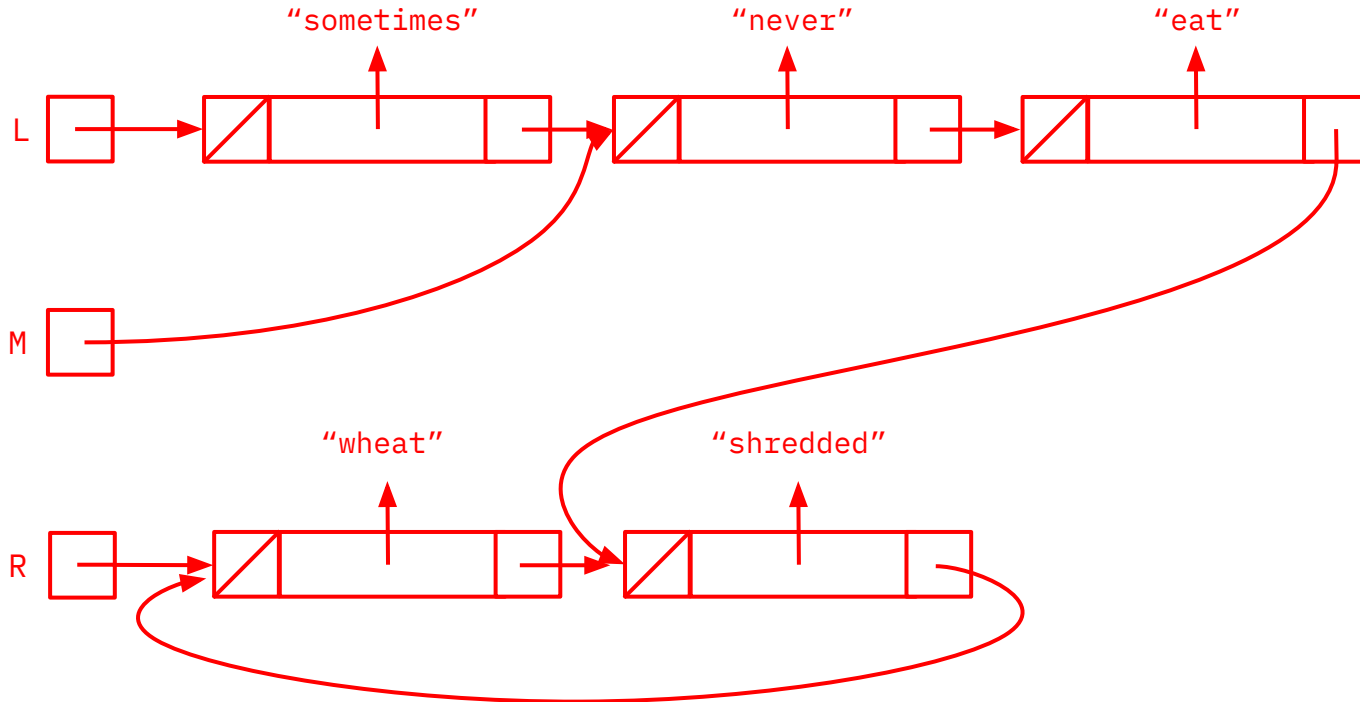 “sometimes” “never” “eat”
L
M
“wheat” “shredded”
R